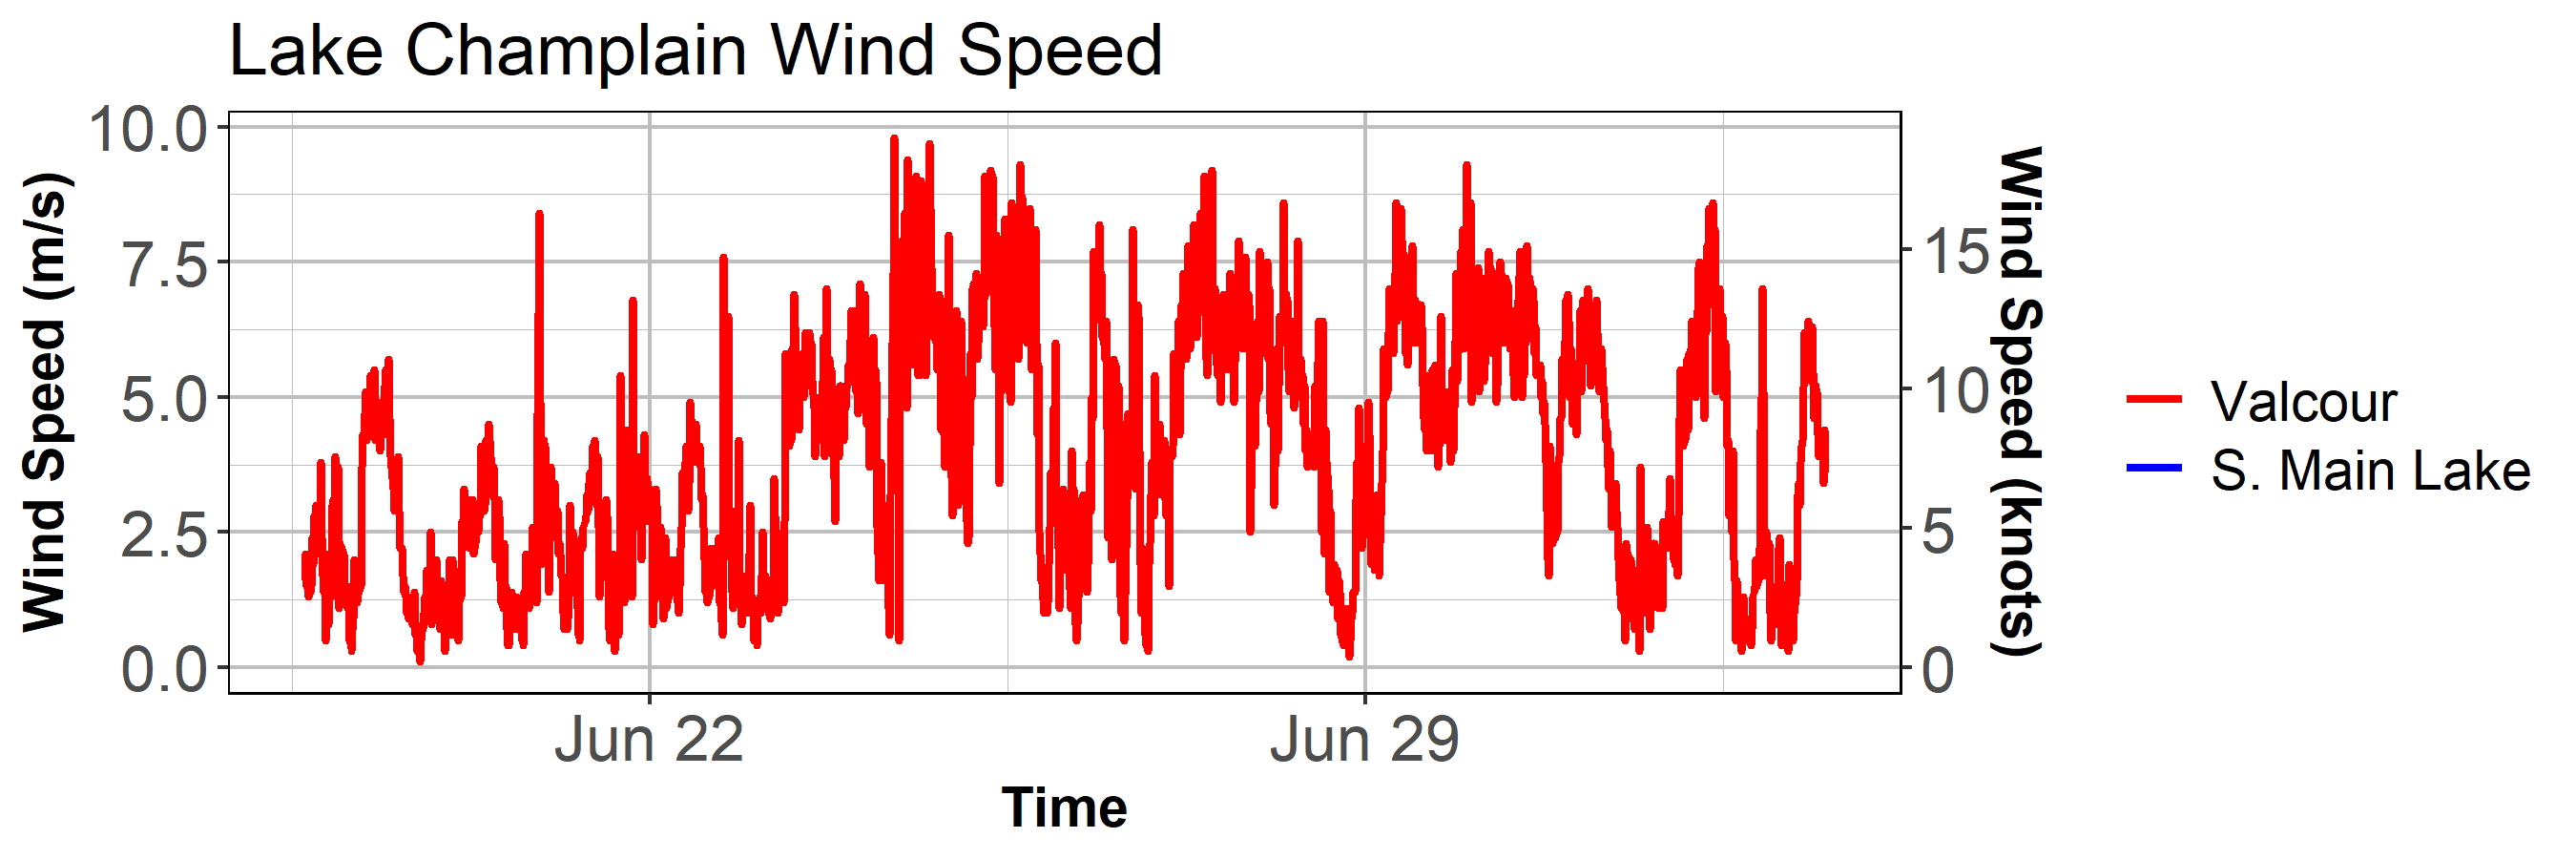 Lake Champlain Wind Speed
Wind Speed (m/s)
10.0
7.5
5.0
2.5
0.0
Jun 22
Jun 29
Time
15
10
5
0
Wind Speed (knots)
Valcour
S. Main Lake